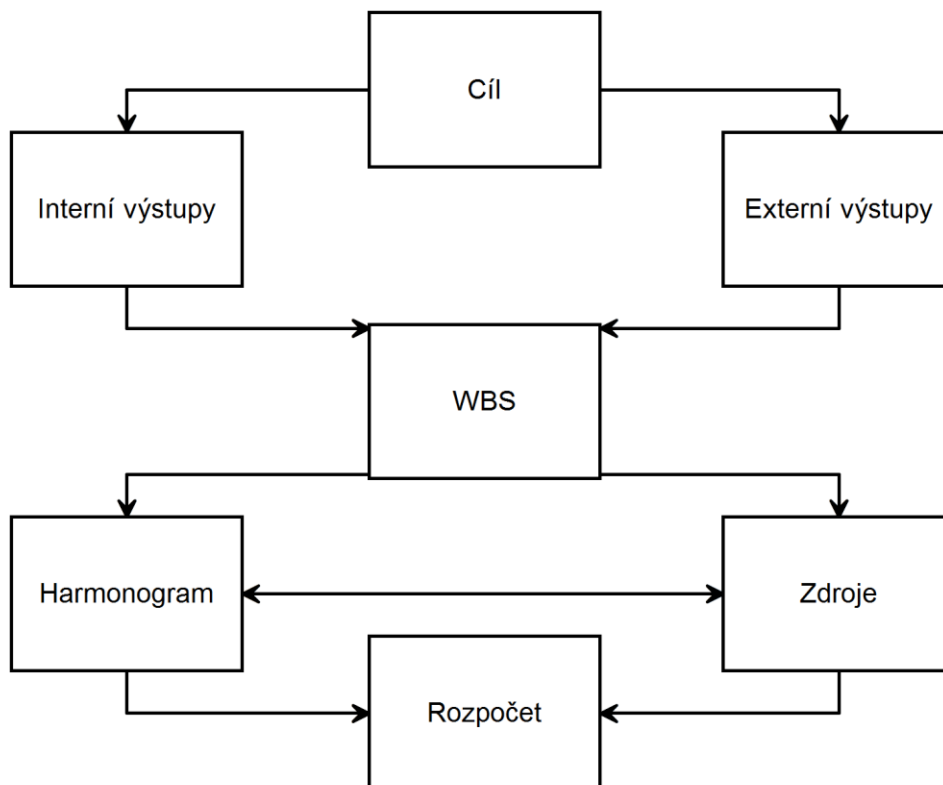 Cíl
Interní výstupy
Externí výstupy
WBS
Harmonogram
Zdroje
Rozpočet